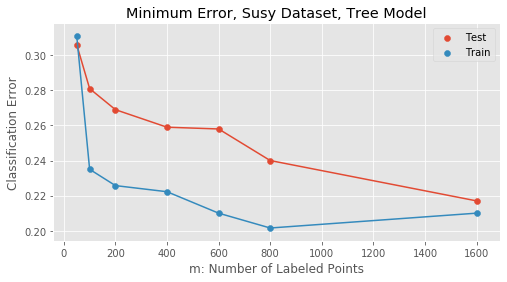 Minimum Error, Susy Dataset, Tree Model
Test
Train
Classification Error
0.30
0.28
0.26
0.24
0.22
0.20
0 200 400 600 800 1000 1200 1400 1600
m: Number of Labeled Points